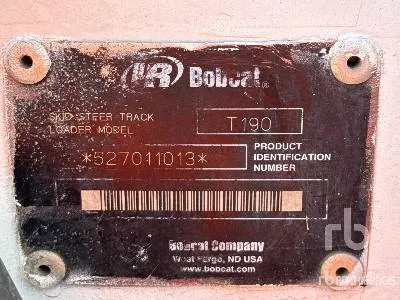 IR Bobcat
SKID STEER TRACK
LOADER MODEL
T190
*527011013*
PRODUCT
IDENTIFICATION
NUMBER
Bobcat Company
West Fargo, ND USA
www.bobcat.com
rb